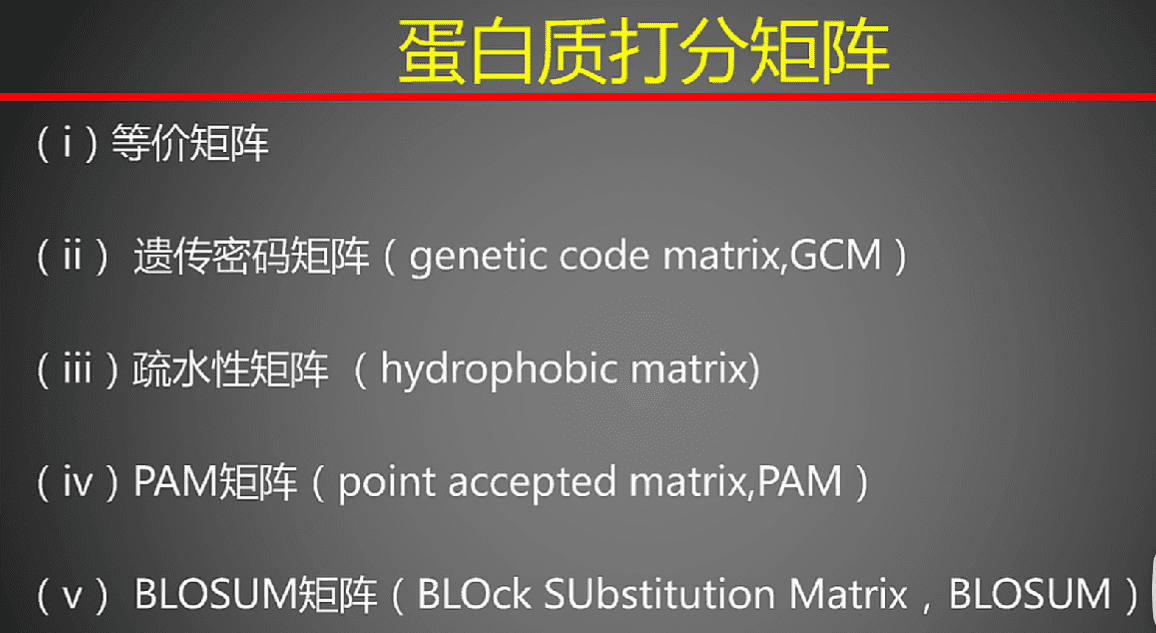 蛋白质打分矩阵
（i）等价矩阵
（ii） 遗传密码矩阵（genetic code matrix,GCM）
（iii）疏水性矩阵 （hydrophobic matrix)
（iv）PAM矩阵（point accepted matrix,PAM）
（v） BLOSUM矩阵（BLOck SUbstitution Matrix，BLOSUM）